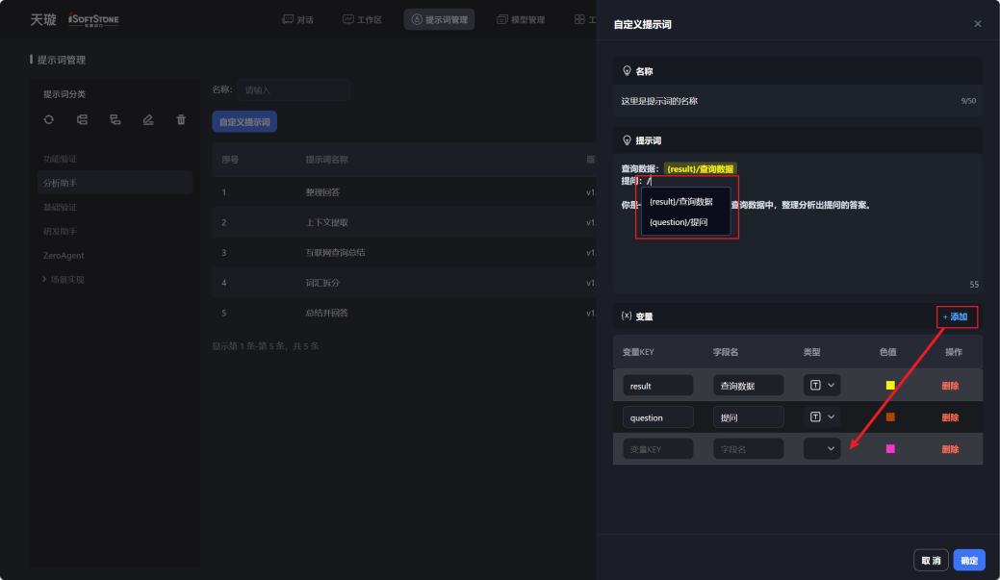 天璇 iSoftStone 对话 工作区 提示词管理 模型管理 工
自定义提示词
提示词管理
提示词分类
功能验证
分析助手
基础验证
研发助手
ZeroAgent
场景实现
名称: 请输入
自定义提示词
序号 提示词名称
1 整理回答 v1.
2 上下文提取 v1.
3 互联网查询总结 v1.
4 词汇拆分 v1.
5 总结并回答 v1.
显示第 1 条-第 5 条，共 5 条
名称
这里是提示词的名称 9/50
提示词
查询数据： {result}/查询数据
提问： /
{result}/查询数据
{question}/提问
你是一 查询数据中，整理分析出提问的答案。
55
{x} 变量 + 添加
变量KEY 字段名 类型 色值 操作
result 查询数据 T 删除
question 提问 T 删除
变量KEY 字段名 删除
取 消 确定